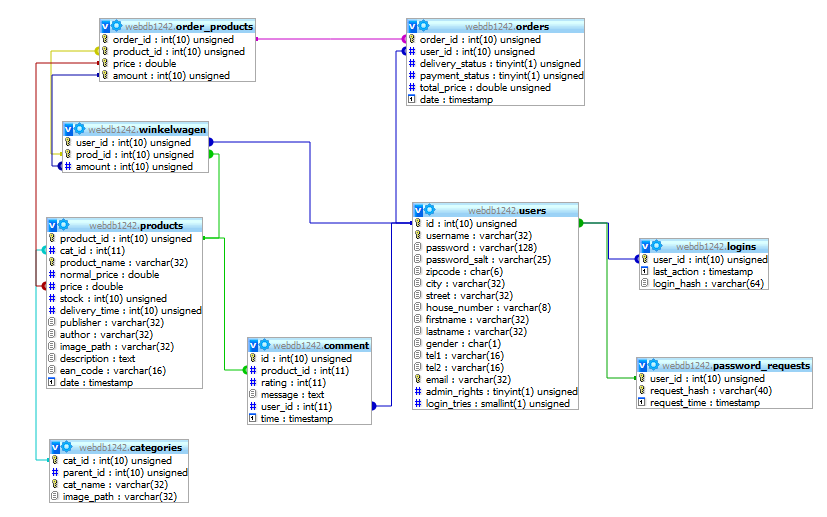 webdb1242.order_products
order_id : int(10) unsigned
product_id : int(10) unsigned
price : double
amount : int(10) unsigned
webdb1242.orders
order_id : int(10) unsigned
user_id : int(10) unsigned
delivery_status : tinyint(1) unsigned
payment_status : tinyint(1) unsigned
total_price : double unsigned
date : timestamp
webdb1242.winkelwagen
user_id : int(10) unsigned
prod_id : int(10) unsigned
amount : int(10) unsigned
webdb1242.products
product_id : int(10) unsigned
cat_id : int(11)
product_name : varchar(32)
normal_price : double
price : double
stock : int(10) unsigned
delivery_time : int(10) unsigned
publisher : varchar(32)
author : varchar(32)
image_path : varchar(32)
description : text
ean_code : varchar(16)
date : timestamp
webdb1242.users
id : int(10) unsigned
username : varchar(32)
password : varchar(128)
password_salt : varchar(25)
zipcode : char(6)
city : varchar(32)
street : varchar(32)
house_number : varchar(8)
firstname : varchar(32)
lastname : varchar(32)
gender : char(1)
tel1 : varchar(16)
tel2 : varchar(16)
email : varchar(32)
admin_rights : tinyint(1) unsigned
login_tries : smallint(1) unsigned
webdb1242.logins
user_id : int(10) unsigned
last_action : timestamp
login_hash : varchar(64)
webdb1242.comment
id : int(10) unsigned
product_id : int(11)
rating : int(11)
message : text
user_id : int(11)
time : timestamp
webdb1242.password_requests
user_id : int(10) unsigned
request_hash : varchar(40)
request_time : timestamp
webdb1242.categories
cat_id : int(10) unsigned
parent_id : int(10) unsigned
cat_name : varchar(32)
image_path : varchar(32)